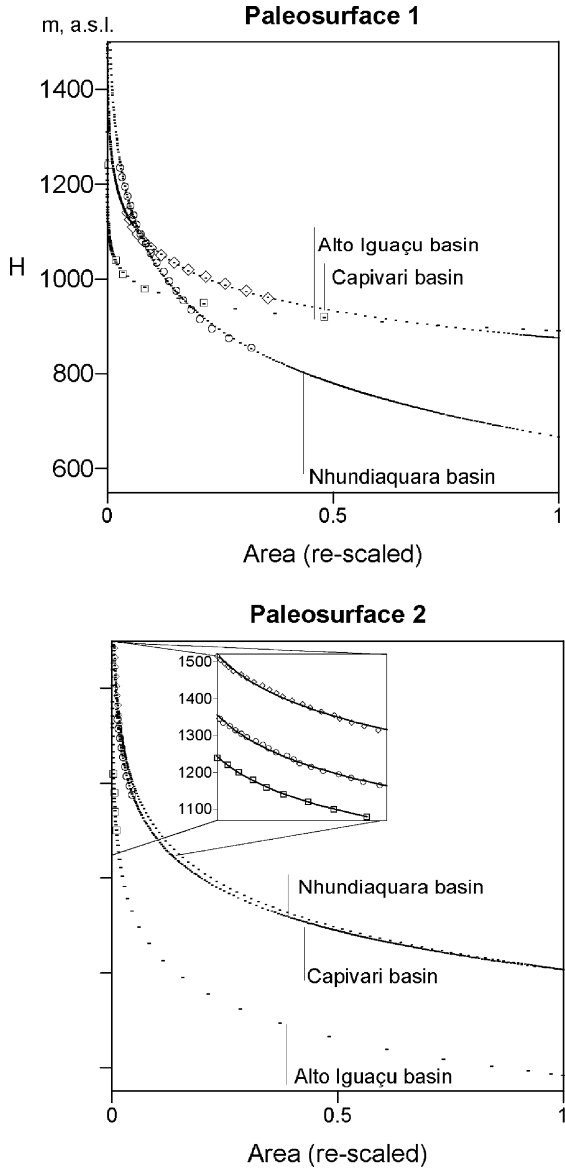 Paleosurface 1
m, a.s.l.
1400
1200
H
1000
800
600
Alto Iguaçu basin
Capivari basin
Nhundiaquara basin
0
0.5
1
Area (re-scaled)
Paleosurface 2
1500
1400
1300
1200
1100
Nhundiaquara basin
Capivari basin
Alto Iguaçu basin
0
0.5
1
Area (re-scaled)